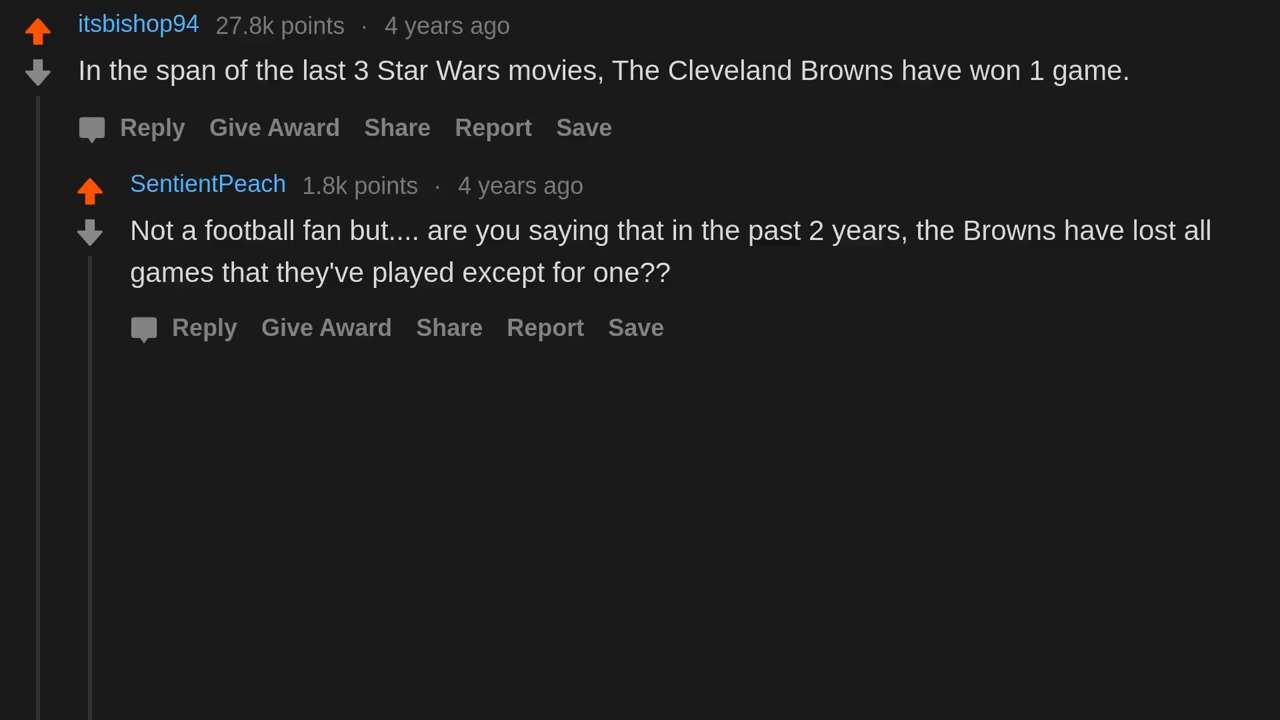 itsbishop94 27.8k points · 4 years ago
In the span of the last 3 Star Wars movies, The Cleveland Browns have won 1 game.
Reply Give Award Share Report Save
SentientPeach 1.8k points · 4 years ago
Not a football fan but.... are you saying that in the past 2 years, the Browns have lost all
games that they've played except for one??
Reply Give Award Share Report Save